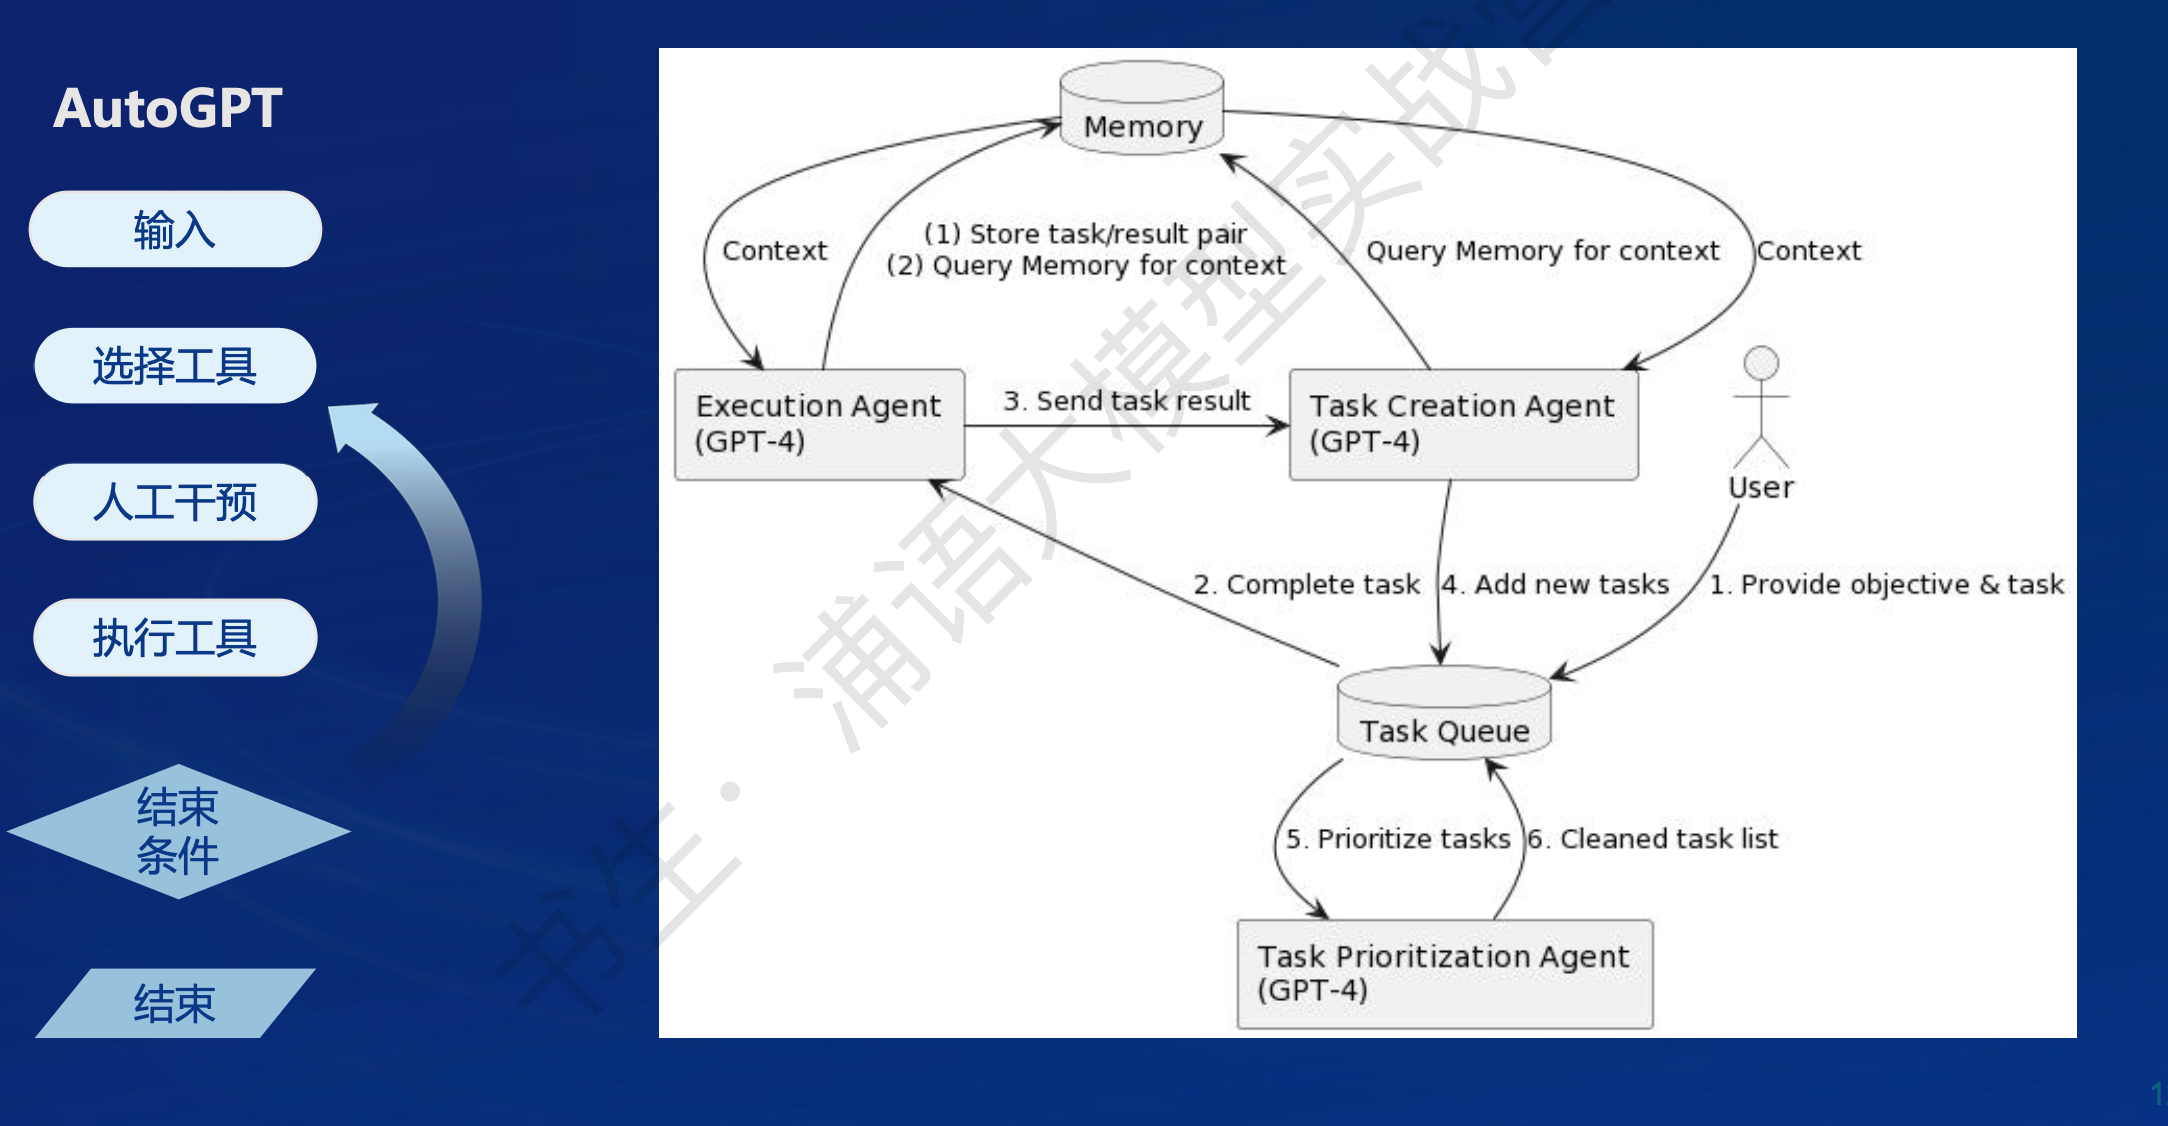 AutoGPT
输入
选择工具
人工干预
执行工具
结束
条件
结束
Memory
Context
(1) Store task/result pair
(2) Query Memory for context
Query Memory for context
Context
Execution Agent
(GPT-4)
3. Send task result
Task Creation Agent
(GPT-4)
User
2. Complete task
4. Add new tasks
1. Provide objective & task
Task Queue
5. Prioritize tasks
6. Cleaned task list
Task Prioritization Agent
(GPT-4)
书生·浦语大模型实战营
1